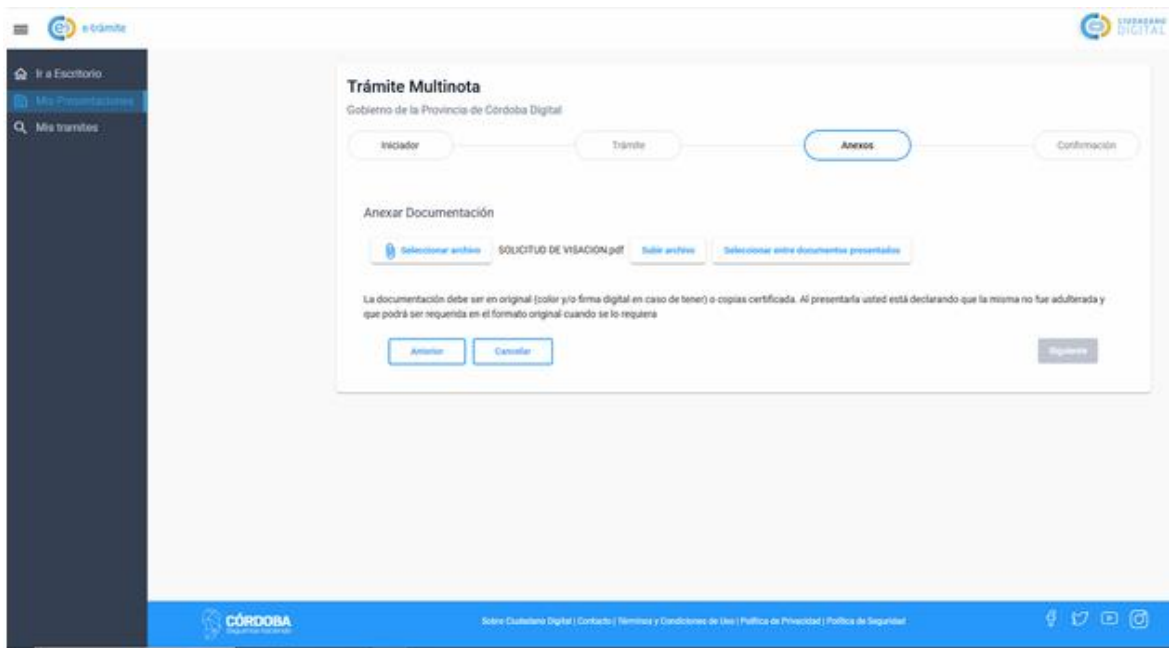 e-trámite
CIUDADANO
DIGITAL
Ir a Escritorio
Mis Presentaciones
Mis tramites
Trámite Multinota
Gobierno de la Provincia de Córdoba Digital
Iniciador
Trámite
Anexos
Confirmación
Anexar Documentación
Seleccionar archivo SOLICITUD DE VISACION.pdf Subir archivo Seleccionar entre documentos presentados
La documentación debe ser en original (color y/o firma digital en caso de tener) o copias certificada. Al presentarla usted está declarando que la misma no fue adulterada y
que podrá ser requerida en el formato original cuando se lo requiera
Anterior
Cancelar
Siguiente
CÓRDOBA
Seguimos haciendo
Sobre Ciudadano Digital | Contacto | Términos y Condiciones de Uso | Política de Privacidad | Política de Seguridad